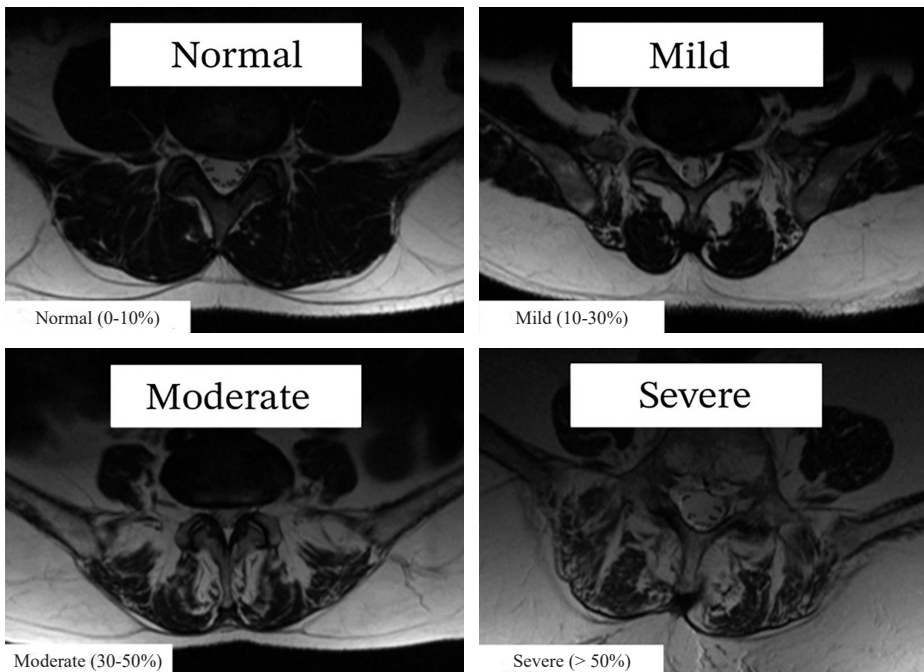 Normal
Mild
Normal (0-10%)
Mild (10-30%)
Moderate
Severe
Moderate (30-50%)
Severe (> 50%)